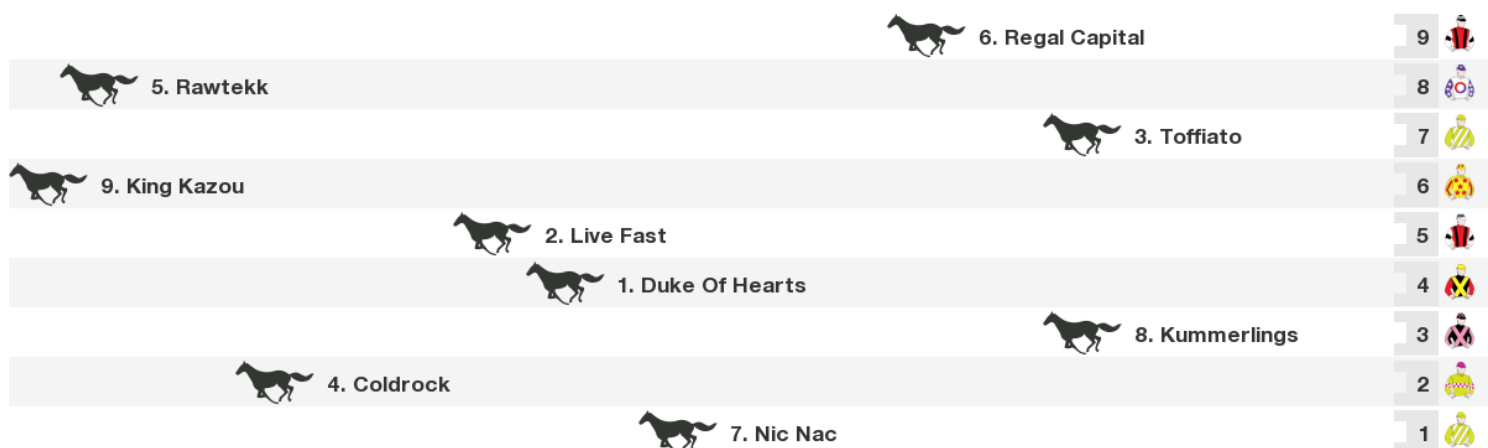 6. Regal Capital 9
5. Rawtekk 8
3. Toffiato 7
9. King Kazou 6
2. Live Fast 5
1. Duke Of Hearts 4
8. Kummerlings 3
4. Coldrock 2
7. Nic Nac 1